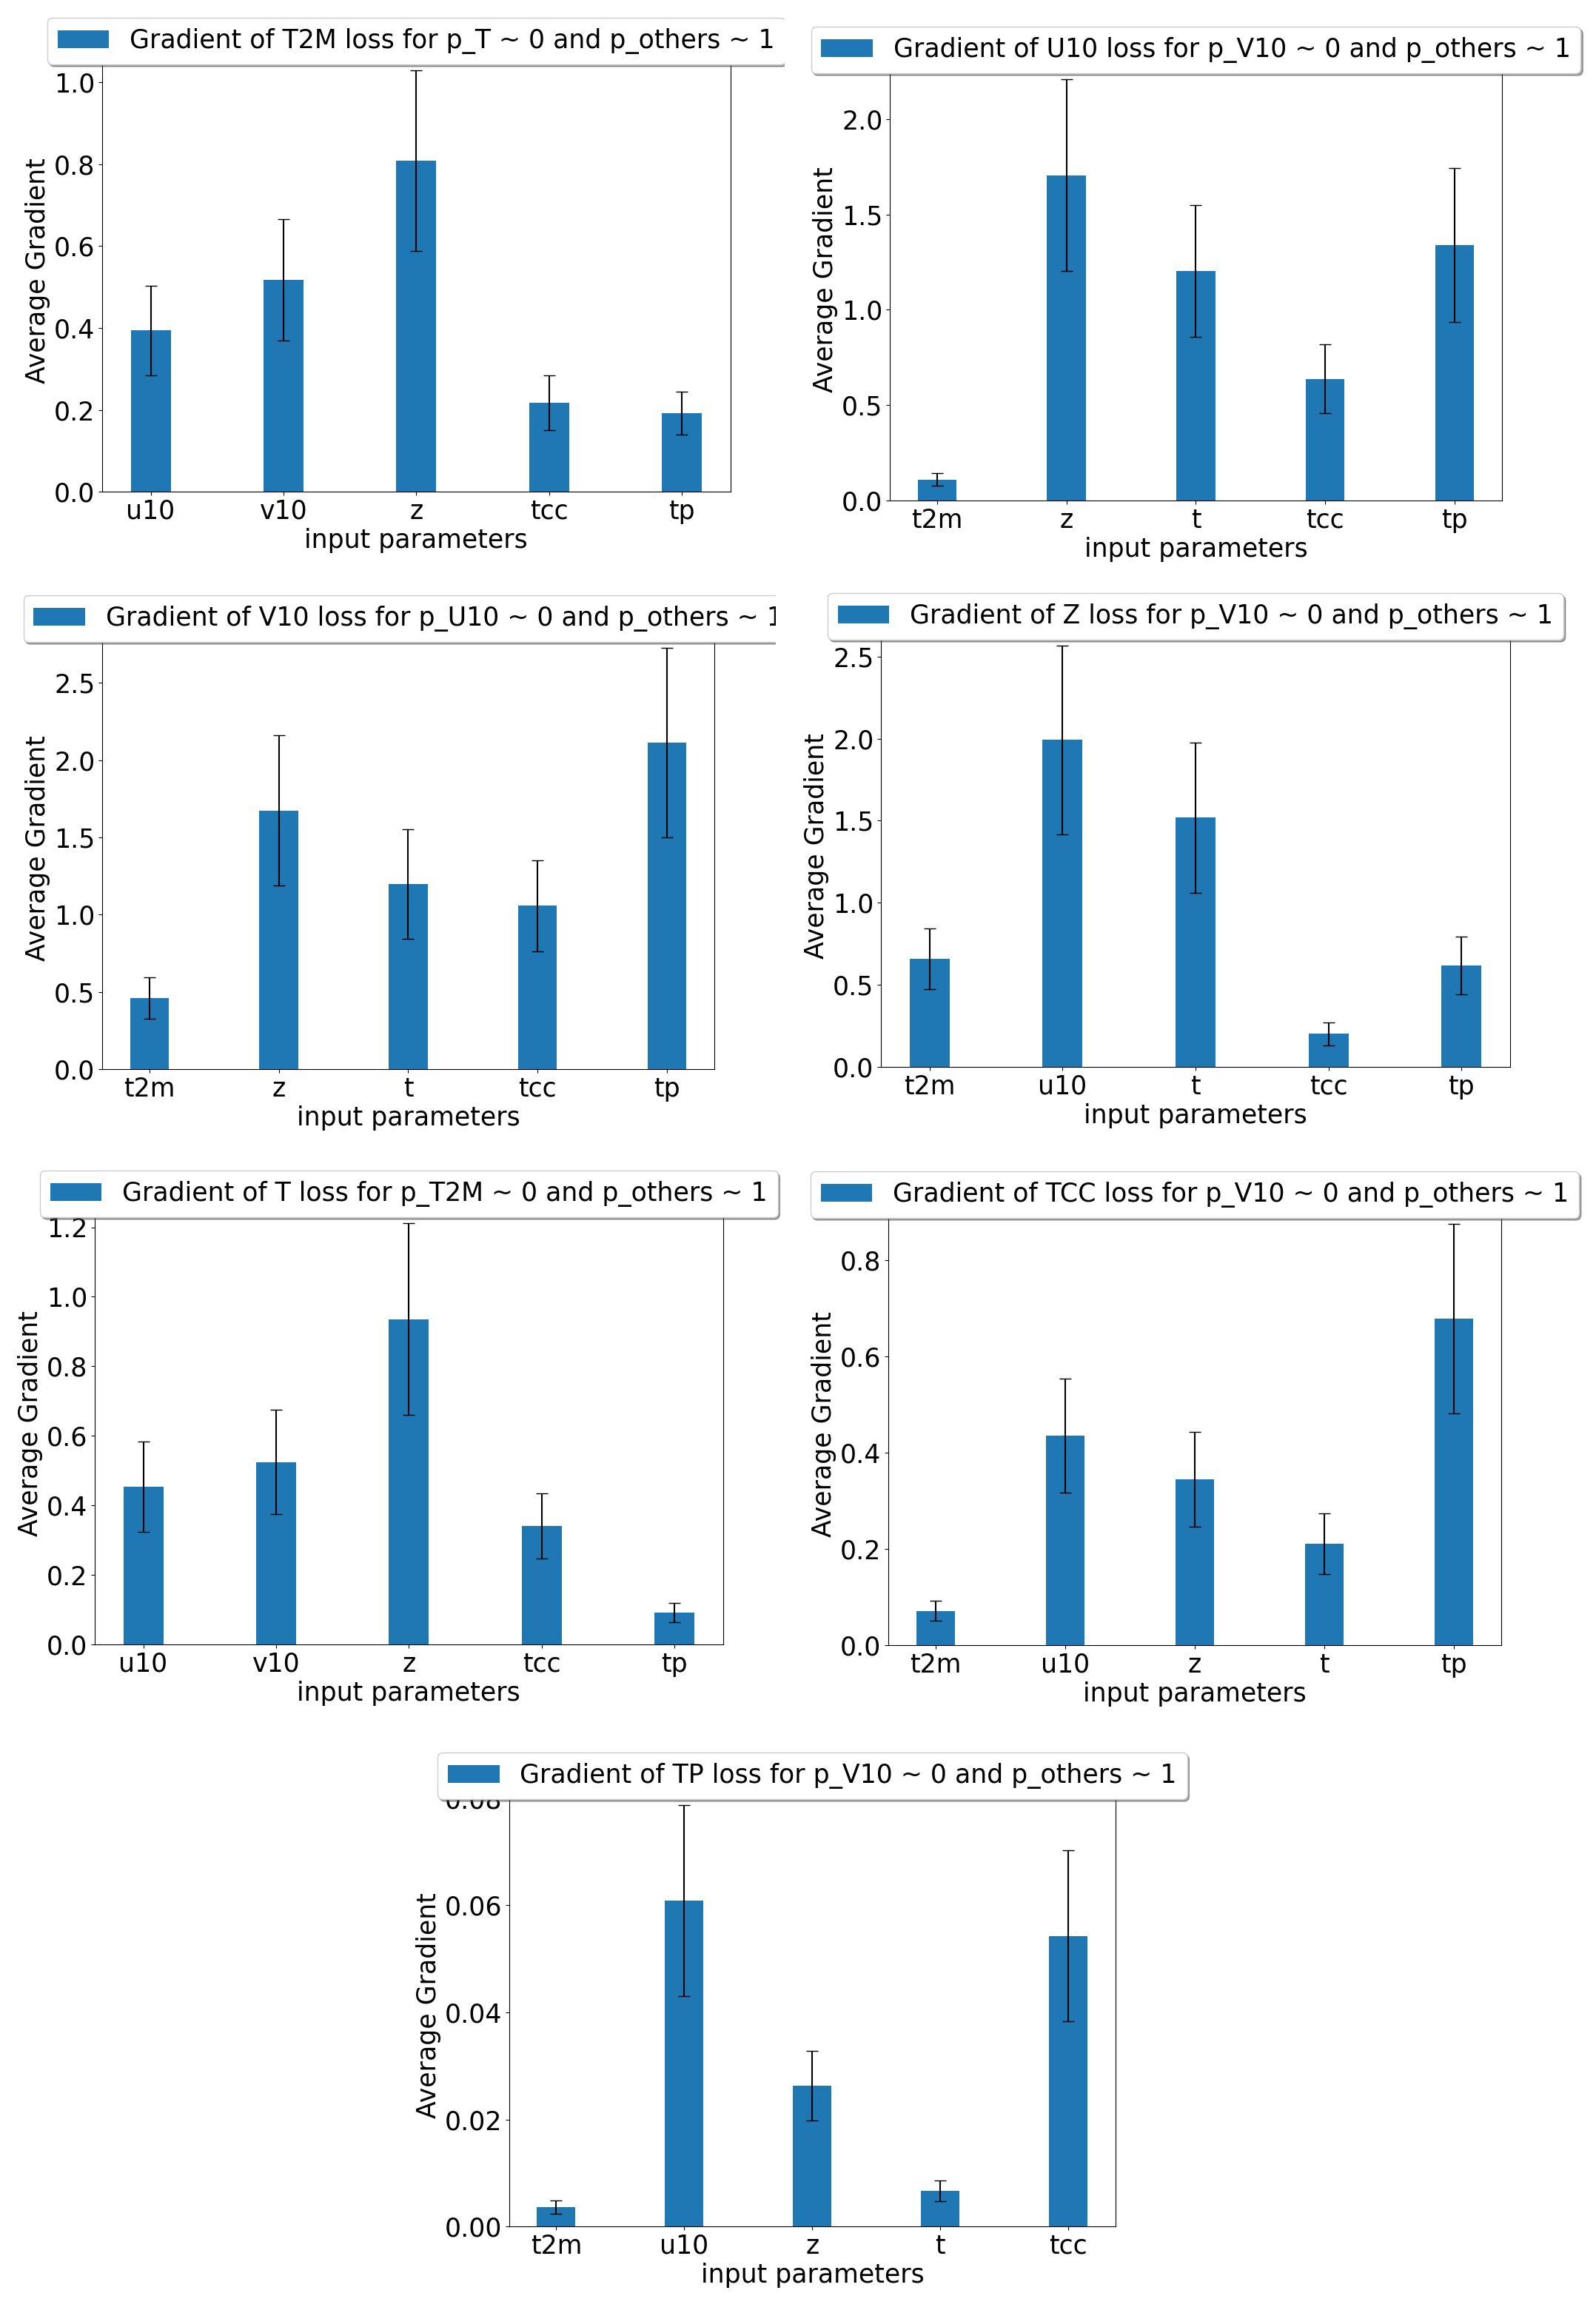 Gradient of T2M loss for p_T ~ 0 and p_others ~ 1
Average Gradient
1.0
0.8
0.6
0.4
0.2
0.0
u10 v10 z tcc tp
input parameters
Gradient of U10 loss for p_V10 ~ 0 and p_others ~ 1
Average Gradient
2.0
1.5
1.0
0.5
0.0
t2m z t tcc tp
input parameters
Gradient of V10 loss for p_U10 ~ 0 and p_others ~ 1
Average Gradient
2.5
2.0
1.5
1.0
0.5
0.0
t2m z t tcc tp
input parameters
Gradient of Z loss for p_V10 ~ 0 and p_others ~ 1
Average Gradient
2.5
2.0
1.5
1.0
0.5
0.0
t2m u10 t tcc tp
input parameters
Gradient of T loss for p_T2M ~ 0 and p_others ~ 1
Average Gradient
1.2
1.0
0.8
0.6
0.4
0.2
0.0
u10 v10 z tcc tp
input parameters
Gradient of TCC loss for p_V10 ~ 0 and p_others ~ 1
Average Gradient
0.8
0.6
0.4
0.2
0.0
t2m u10 z t tp
input parameters
Gradient of TP loss for p_V10 ~ 0 and p_others ~ 1
Average Gradient
0.08
0.06
0.04
0.02
0.00
t2m u10 z t tcc
input parameters